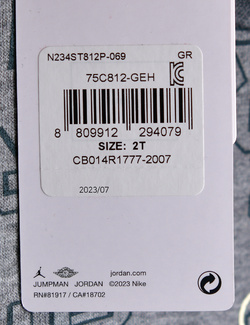 N234ST812P-069 GR
75C812-GEH
8 809912 294079
SIZE: 2T
CB014R1777-2007
2023/07
jordan.com
JUMPMAN JORDAN ©2023 Nike
RN#81917 / CA#18702